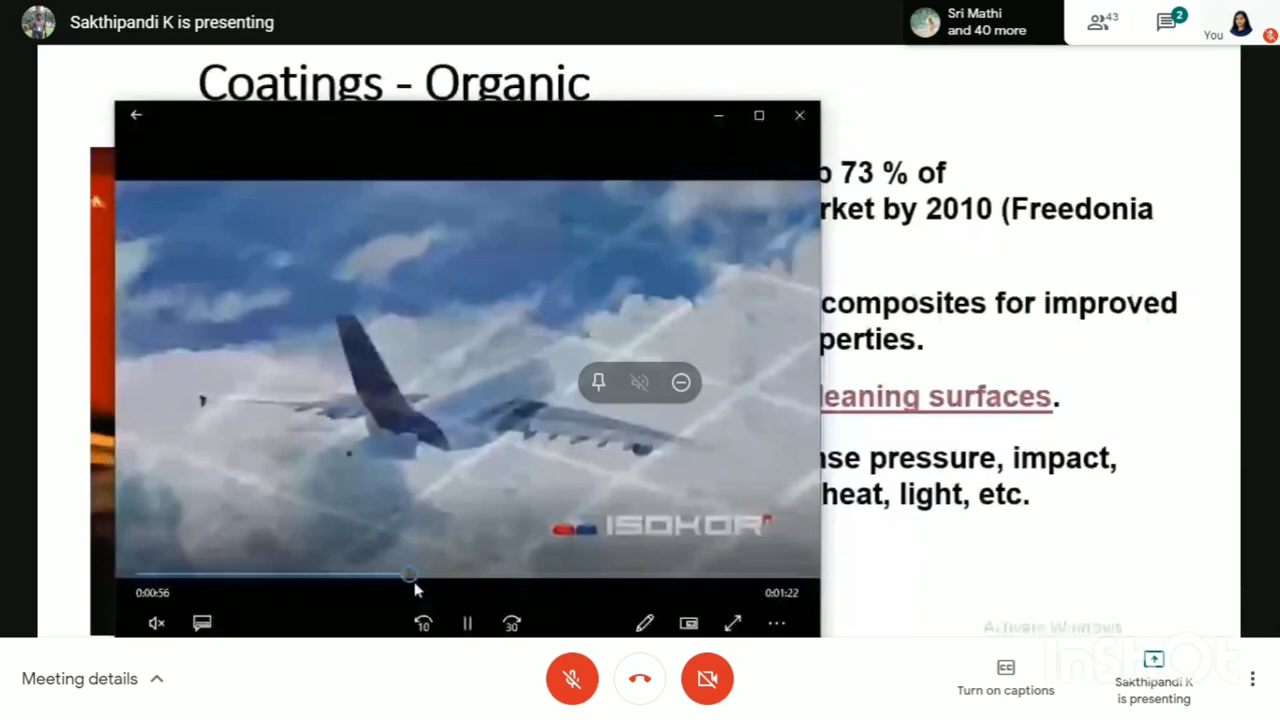 Sakthipandi K is presenting
Sri Mathi
and 40 more
43
2
You
Coatings - Organic
73 % of
rket by 2010 (Freedonia
composites for improved
perties.
leaning surfaces.
nse pressure, impact,
heat, light, etc.
ISOKOR
0:00:56
0:01:22
10
30
Activate Windows
InShOt
Meeting details
Turn on captions
Sakthipandi K
is presenting